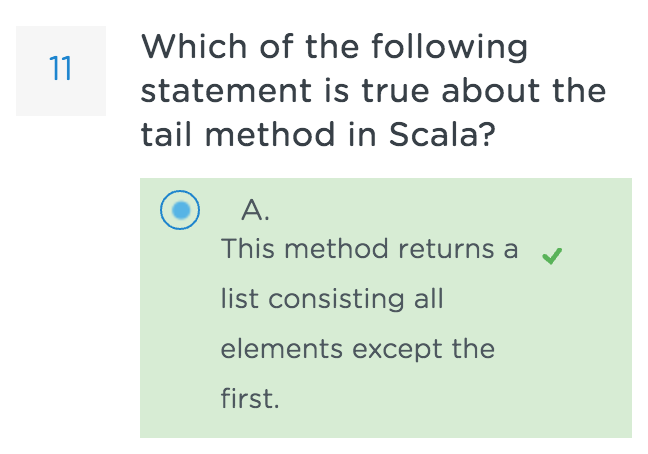 11
Which of the following
statement is true about the
tail method in Scala?
A.
This method returns a
list consisting all
elements except the
first.